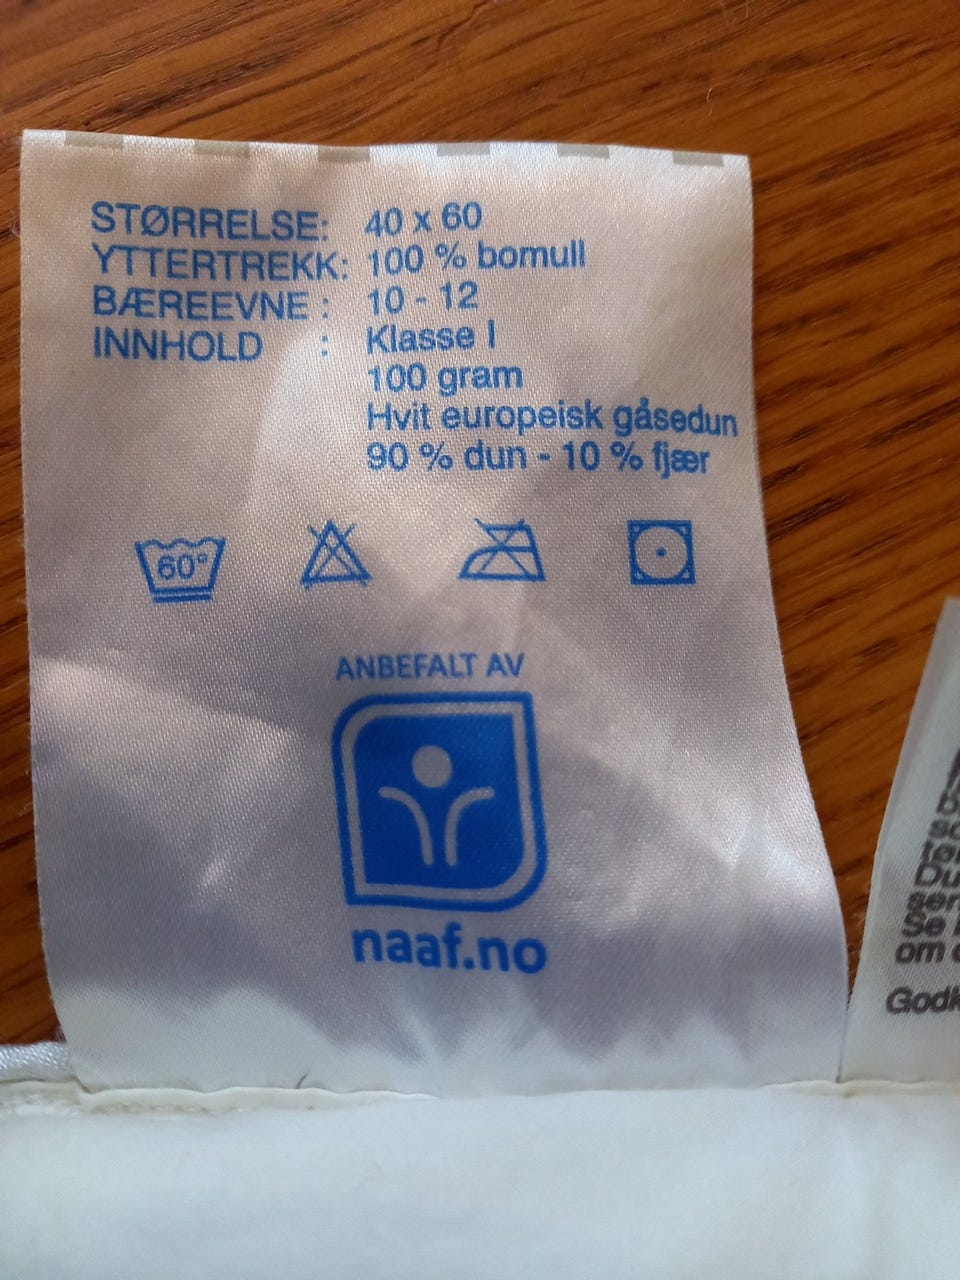 STØRRELSE: 40 x 60
YTTERTREKK: 100 % bomull
BÆREEVNE : 10 - 12
INNHOLD : Klasse I
100 gram
Hvit europeisk gåsedun
90 % dun - 10 % fjær
60°
ANBEFALT AV
naaf.no
om